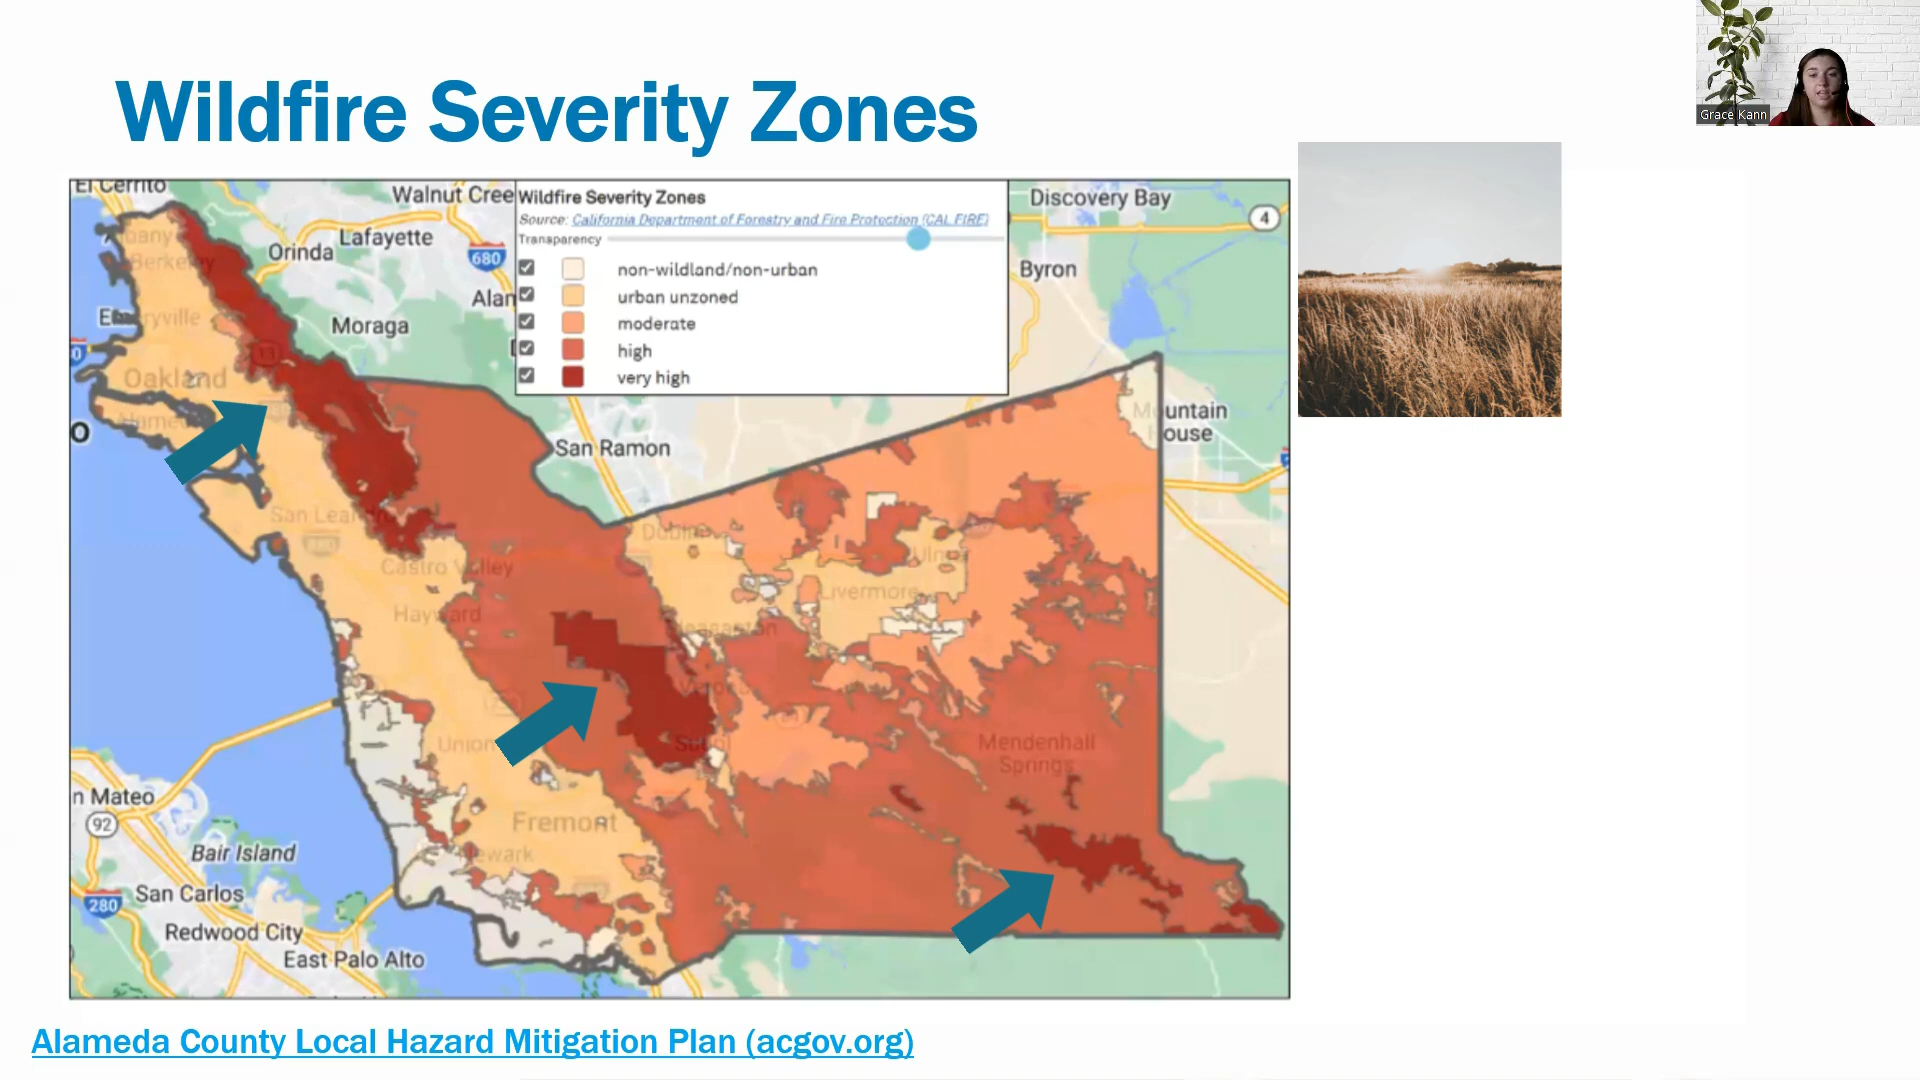 Wildfire Severity Zones
Grace Kann
El Cerrito
Walnut Cree
Wildfire Severity Zones
Source: California Department of Forestry and Fire Protection (CAL FIRE)
Transparency
non-wildland/non-urban
urban unzoned
moderate
high
very high
Discovery Bay
4
Byron
Orinda
Lafayette
680
Berkeley
Alan
Moraga
13
Oakland
San Ramon
Dublin
Castro Valley
Livermore
Hayward
Pleasanton
Mendenhall
Springs
Union
Sunol
n Mateo
92
Fremont
Newark
Bair Island
San Carlos
280
Redwood City
East Palo Alto
Alameda County Local Hazard Mitigation Plan (acgov.org)